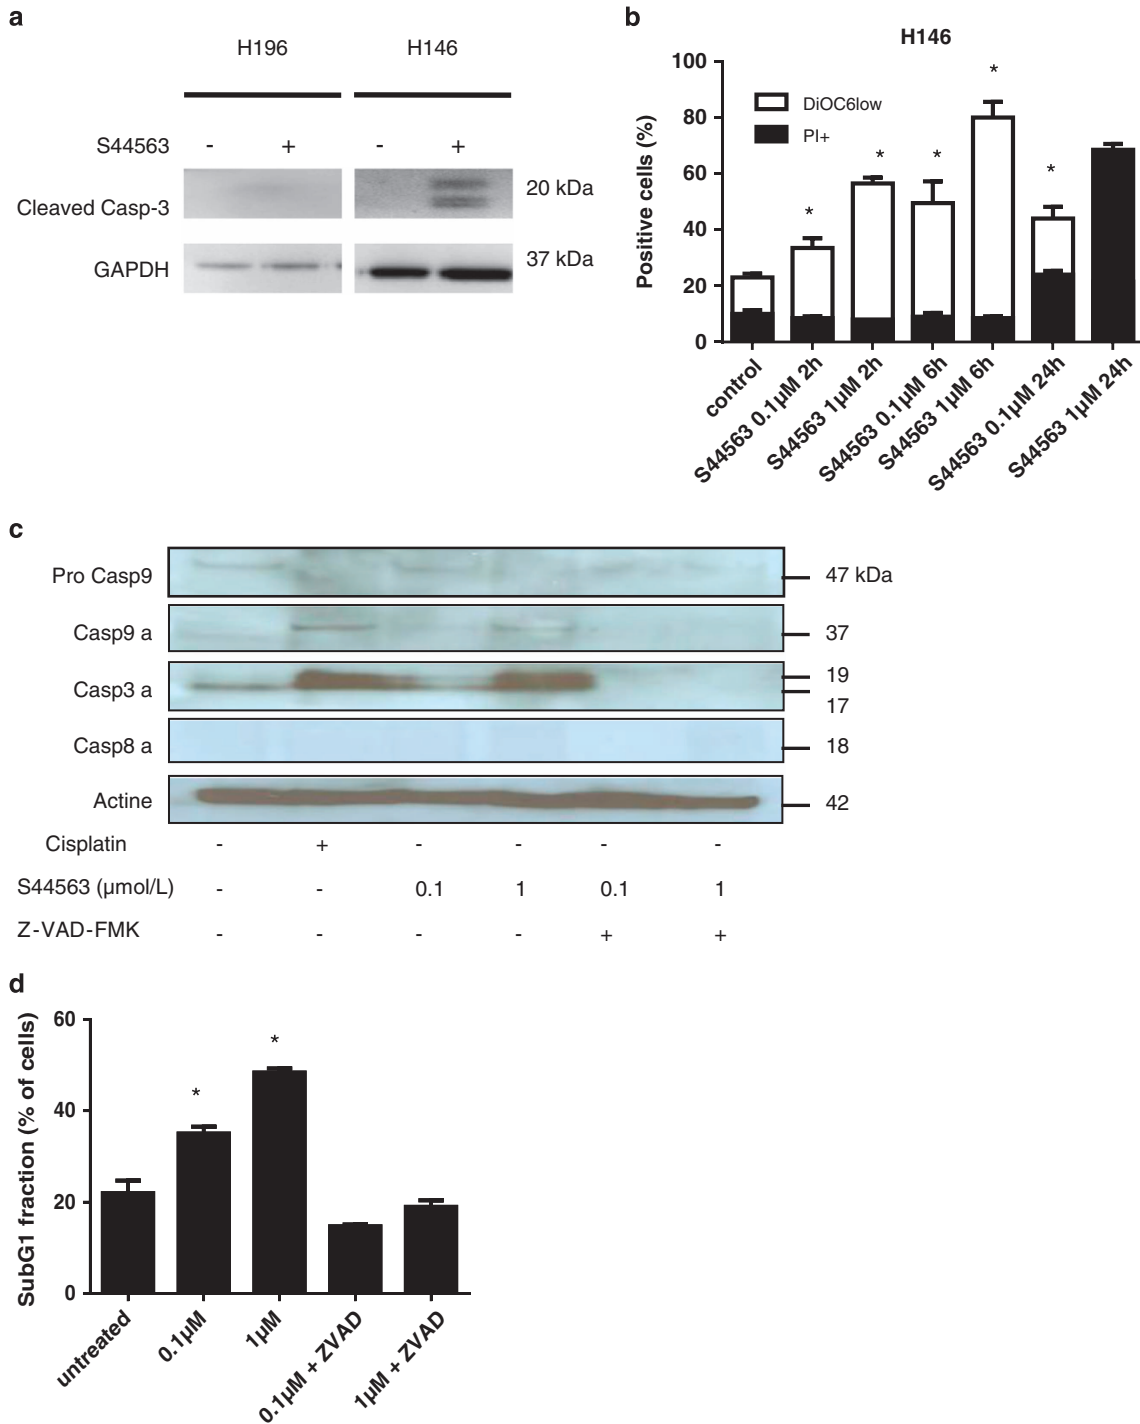 a
H196 H146
S44563 - + - +
Cleaved Casp-3 20 kDa
GAPDH 37 kDa
b
H146
Positive cells (%)
100
80
60
40
20
0
DiOC6low
PI+
*
*
*
*
*
control
S44563 0.1µM 2h
S44563 1µM 2h
S44563 0.1µM 6h
S44563 1µM 6h
S44563 0.1µM 24h
S44563 1µM 24h
c
Pro Casp9 47 kDa
Casp9 a 37
Casp3 a 19
17
Casp8 a 18
Actine 42
Cisplatin - + - - - -
S44563 (µmol/L) - - 0.1 1 0.1 1
Z-VAD-FMK - - - - + +
d
SubG1 fraction (% of cells)
60
40
20
0
*
*
untreated
0.1µM
1µM
0.1µM + ZVAD
1µM + ZVAD